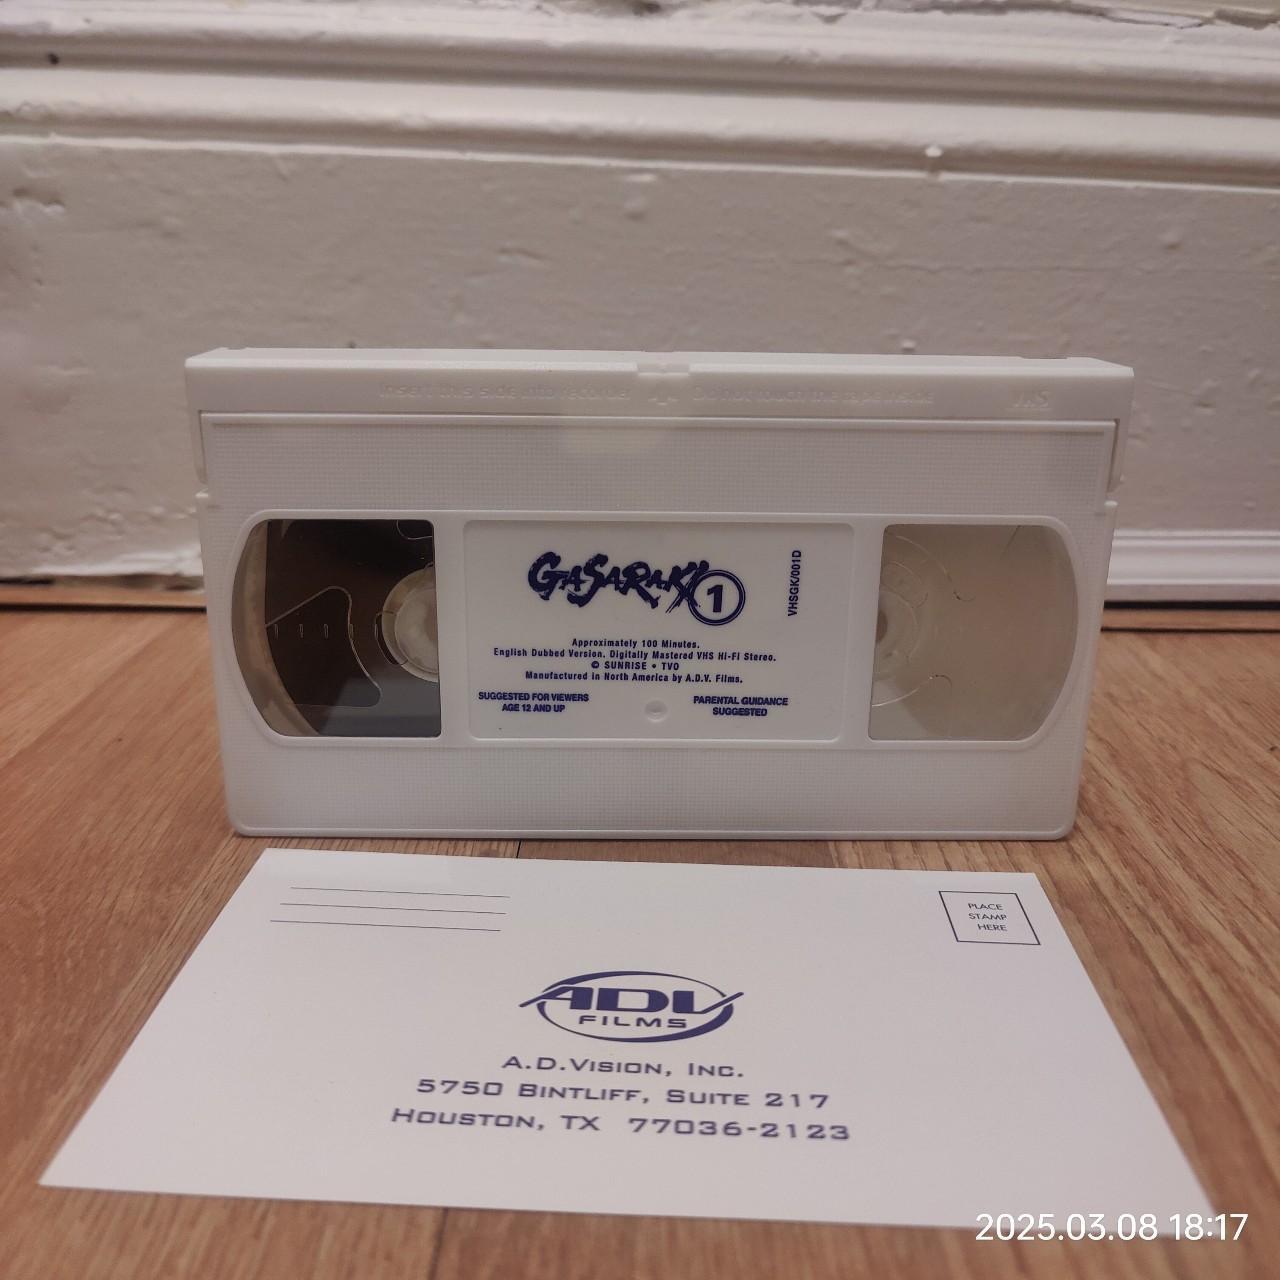 Insert this side into recorder Do not touch the tape inside VHS
GASARAKI 1
VHSGK/001D
Approximately 100 Minutes.
English Dubbed Version. Digitally Mastered VHS Hi-Fi Stereo.
© SUNRISE • TVO
Manufactured in North America by A.D.V. Films.
SUGGESTED FOR VIEWERS
AGE 12 AND UP
PARENTAL GUIDANCE
SUGGESTED
PLACE
STAMP
HERE
ADV
FILMS
A.D.VISION, INC.
5750 BINTLIFF, SUITE 217
HOUSTON, TX 77036-2123
2025.03.08 18:17